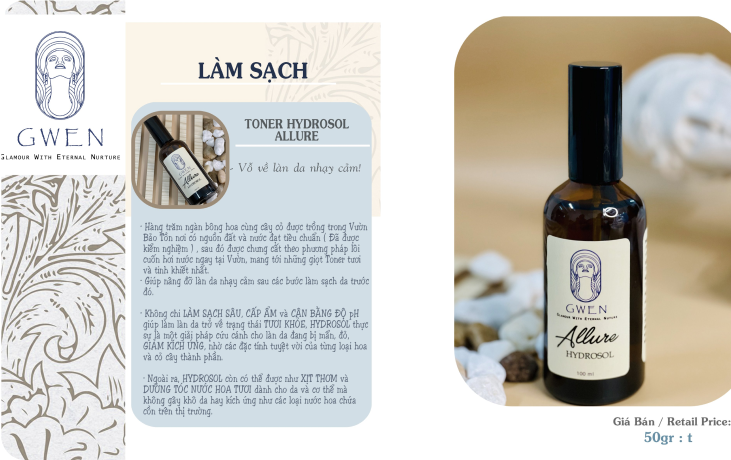 GWEN
GLAMOUR WITH ETERNAL NURTURE
LÀM SẠCH
TONER HYDROSOL
ALLURE
- Vỗ về làn da nhạy cảm!
- Hàng trăm ngàn bông hoa cùng cây cỏ được trồng trong Vườn
Bảo Tồn nơi có nguồn đất và nước đạt tiêu chuẩn ( Đã được
kiểm nghiệm ) , sau đó được chưng cất theo phương pháp lôi
cuốn hơi nước ngay tại Vườn, mang tới những giọt Toner tươi
và tinh khiết nhất.
- Giúp nâng đỡ làn da nhạy cảm sau các bước làm sạch da trước
đó.
- Không chỉ LÀM SẠCH SÂU, CẤP ẨM và CÂN BẰNG ĐỘ pH
giúp làm làn da trở về trạng thái TƯƠI KHỎE, HYDROSOL thực
sự là một giải pháp cứu cánh cho làn da đang bị mẩn, đỏ,
GIẢM KÍCH ỨNG, nhờ các đặc tính tuyệt vời của từng loại hoa
và cỏ cây thành phần.
- Ngoài ra, HYDROSOL còn có thể được như XỊT THƠM và
DƯỠNG TÓC NƯỚC HOA TƯƠI dành cho da và cơ thể mà
không gây khô da hay kích ứng như các loại nước hoa chứa
cồn trên thị trường.
Allure
GWEN
GLAMOUR WITH ETERNAL NURTURE
Allure
HYDROSOL
100 ml
Giá Bán / Retail Price:
50gr : t